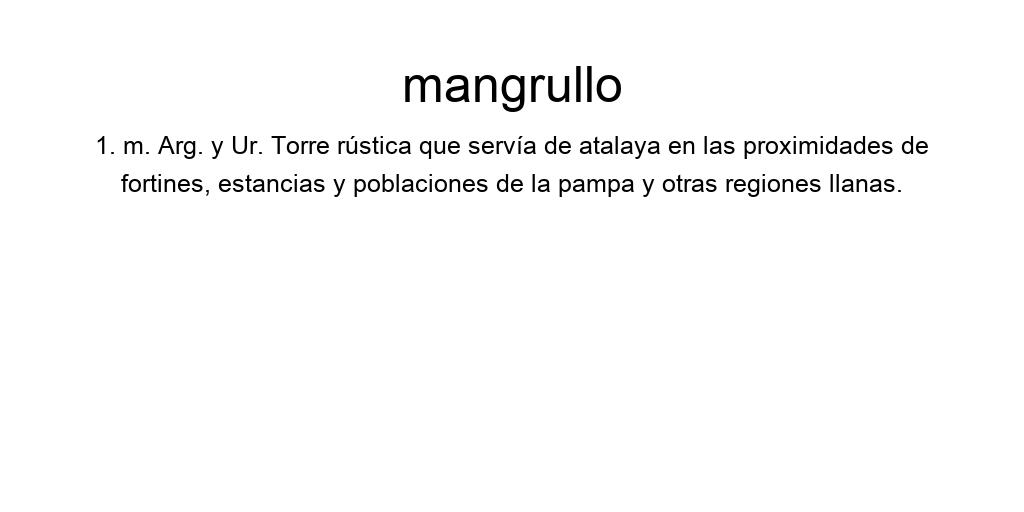 mangrullo
1. m. Arg. y Ur. Torre rústica que servía de atalaya en las proximidades de
fortines, estancias y poblaciones de la pampa y otras regiones llanas.